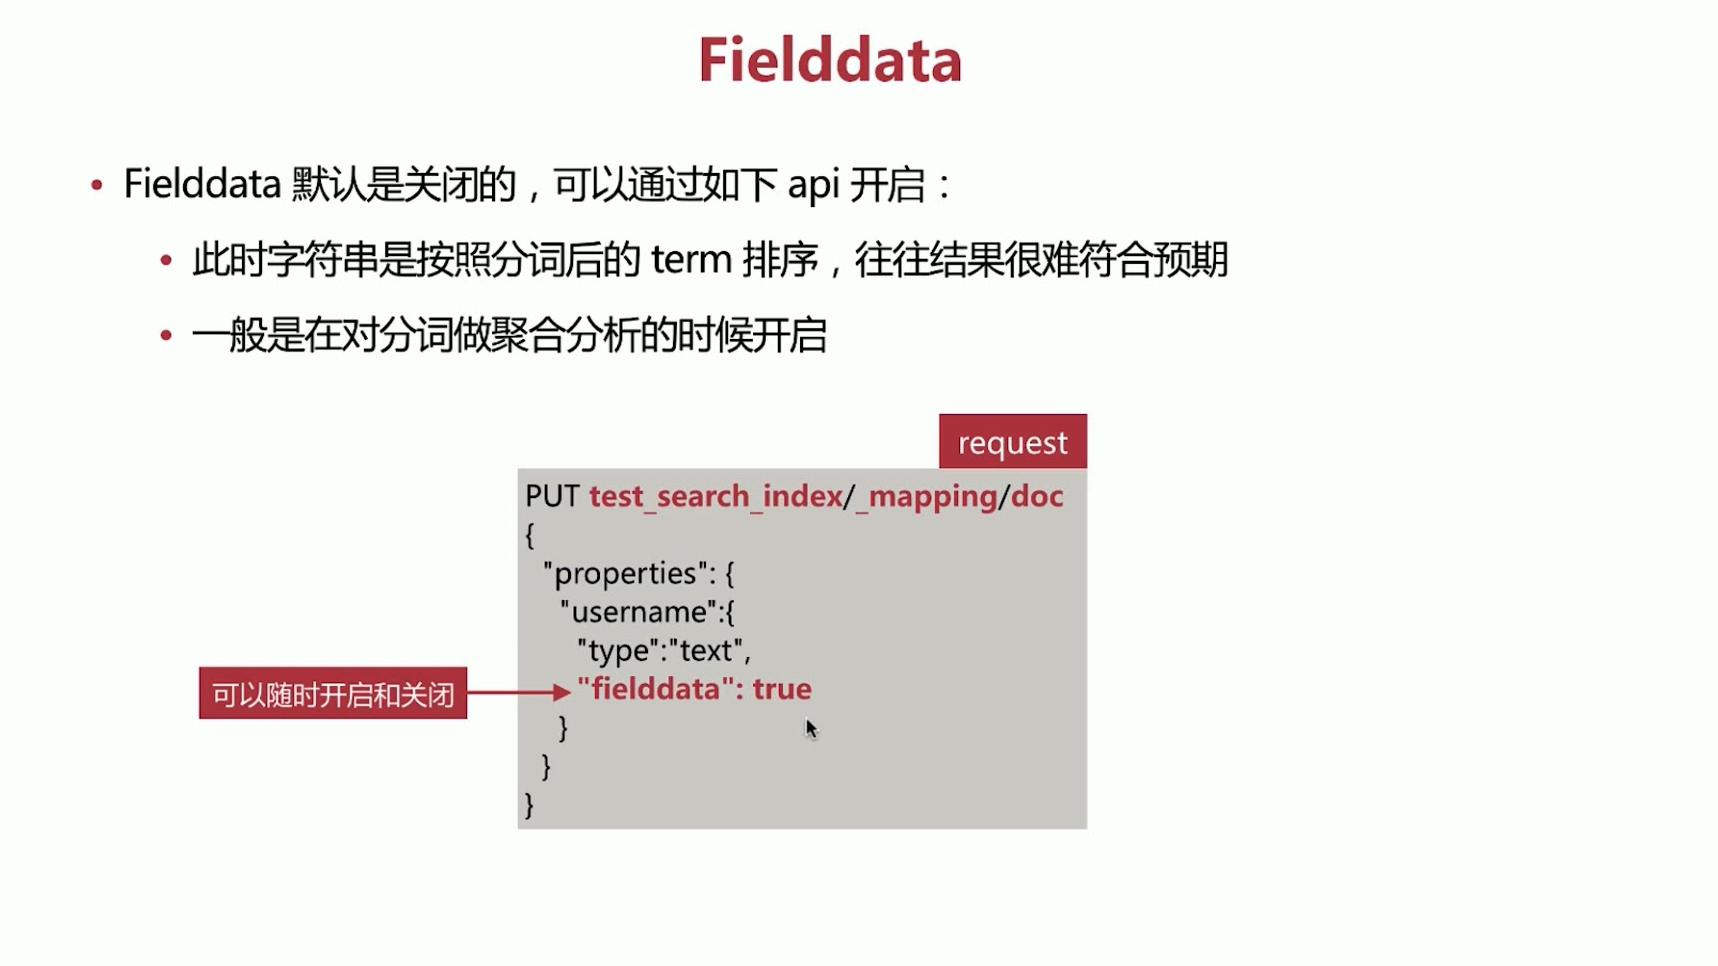 Fielddata
• Fielddata 默认是关闭的，可以通过如下 api 开启：
• 此时字符串是按照分词后的 term 排序，往往结果很难符合预期
• 一般是在对分词做聚合分析的时候开启
request
PUT test_search_index/_mapping/doc
{
"properties": {
"username":{
"type":"text",
可以随时开启和关闭
"fielddata": true
}
}
}